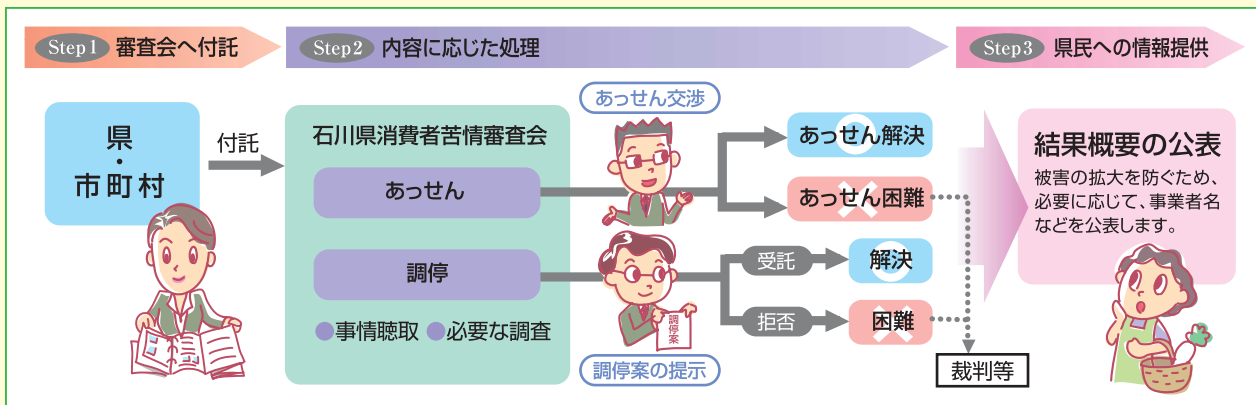 Step1 審査会へ付託
Step2 内容に応じた処理
Step3 県民への情報提供
県
・
市町村
付託
石川県消費者苦情審査会
あっせん
調停
●事情聴取 ●必要な調査
あっせん交渉
調停案
調停案の提示
あっせん解決
あっせん困難
受託
解決
拒否
困難
裁判等
結果概要の公表
被害の拡大を防ぐため、
必要に応じて、事業者名
などを公表します。